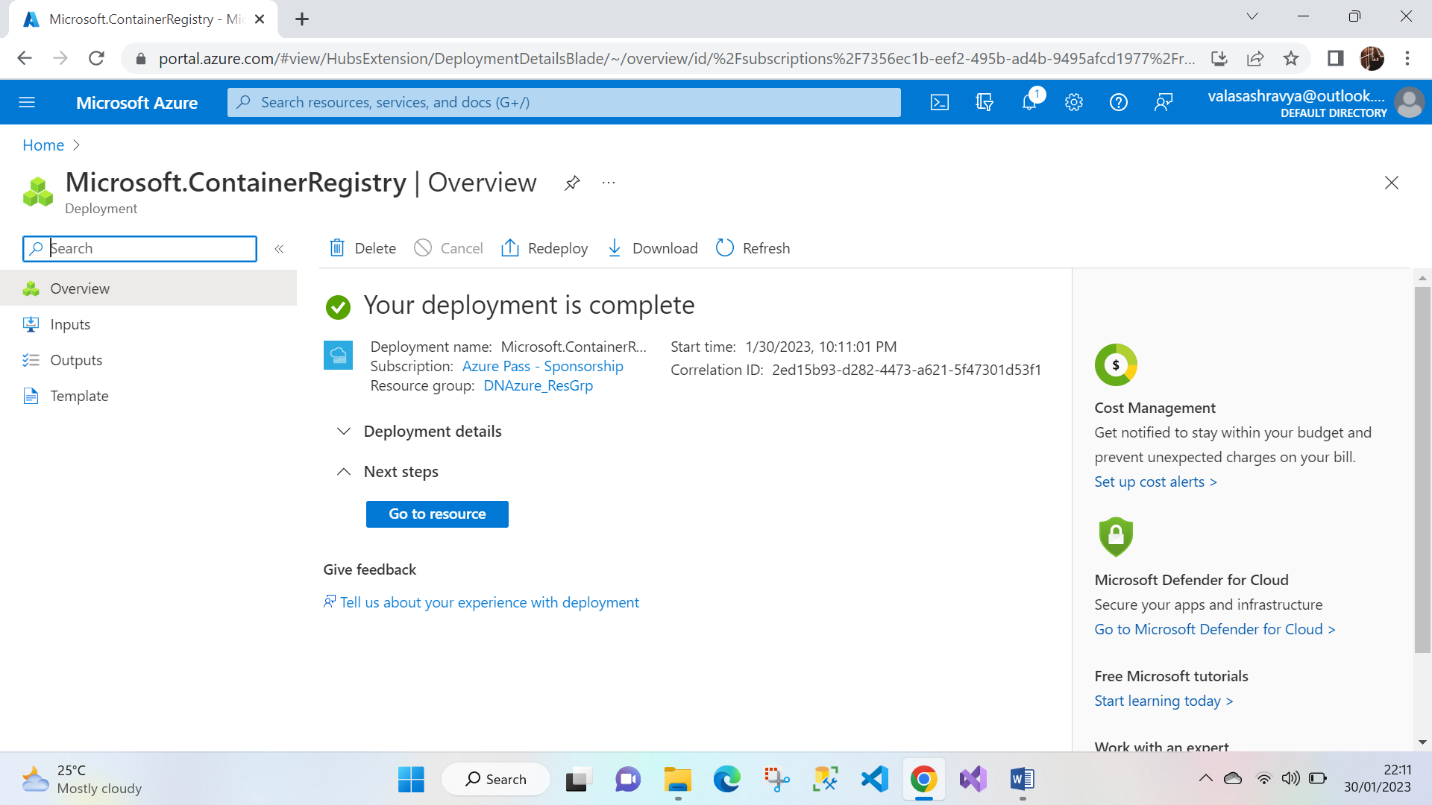 Microsoft.ContainerRegistry - Mi
portal.azure.com/#view/HubsExtension/DeploymentDetailsBlade/~/overview/id/%2Fsubscriptions%2F7356ec1b-eef2-495b-ad4b-9495afcd1977%2Fr...
Microsoft Azure
Search resources, services, and docs (G+/)
1
valasashravya@outlook....
DEFAULT DIRECTORY
Home
Microsoft.ContainerRegistry | Overview
Deployment
Search
Overview
Inputs
Outputs
Template
Delete
Cancel
Redeploy
Download
Refresh
Your deployment is complete
Deployment name: Microsoft.ContainerR...
Subscription: Azure Pass - Sponsorship
Resource group: DNAzure_ResGrp
Start time: 1/30/2023, 10:11:01 PM
Correlation ID: 2ed15b93-d282-4473-a621-5f47301d53f1
Deployment details
Next steps
Go to resource
Give feedback
Tell us about your experience with deployment
$
Cost Management
Get notified to stay within your budget and
prevent unexpected charges on your bill.
Set up cost alerts >
Microsoft Defender for Cloud
Secure your apps and infrastructure
Go to Microsoft Defender for Cloud >
Free Microsoft tutorials
Start learning today >
Work with an expert
25°C
Mostly cloudy
Search
22:11
30/01/2023